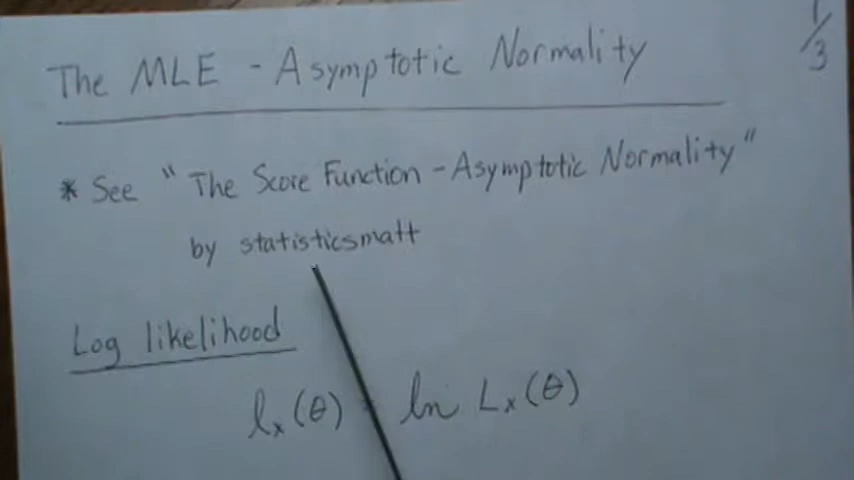 The MLE - Asymptotic Normality
1/3
* See "The Score Function - Asymptotic Normality"
by statisticsmatt
Log likelihood
lₓ(θ) = ln Lₓ(θ)